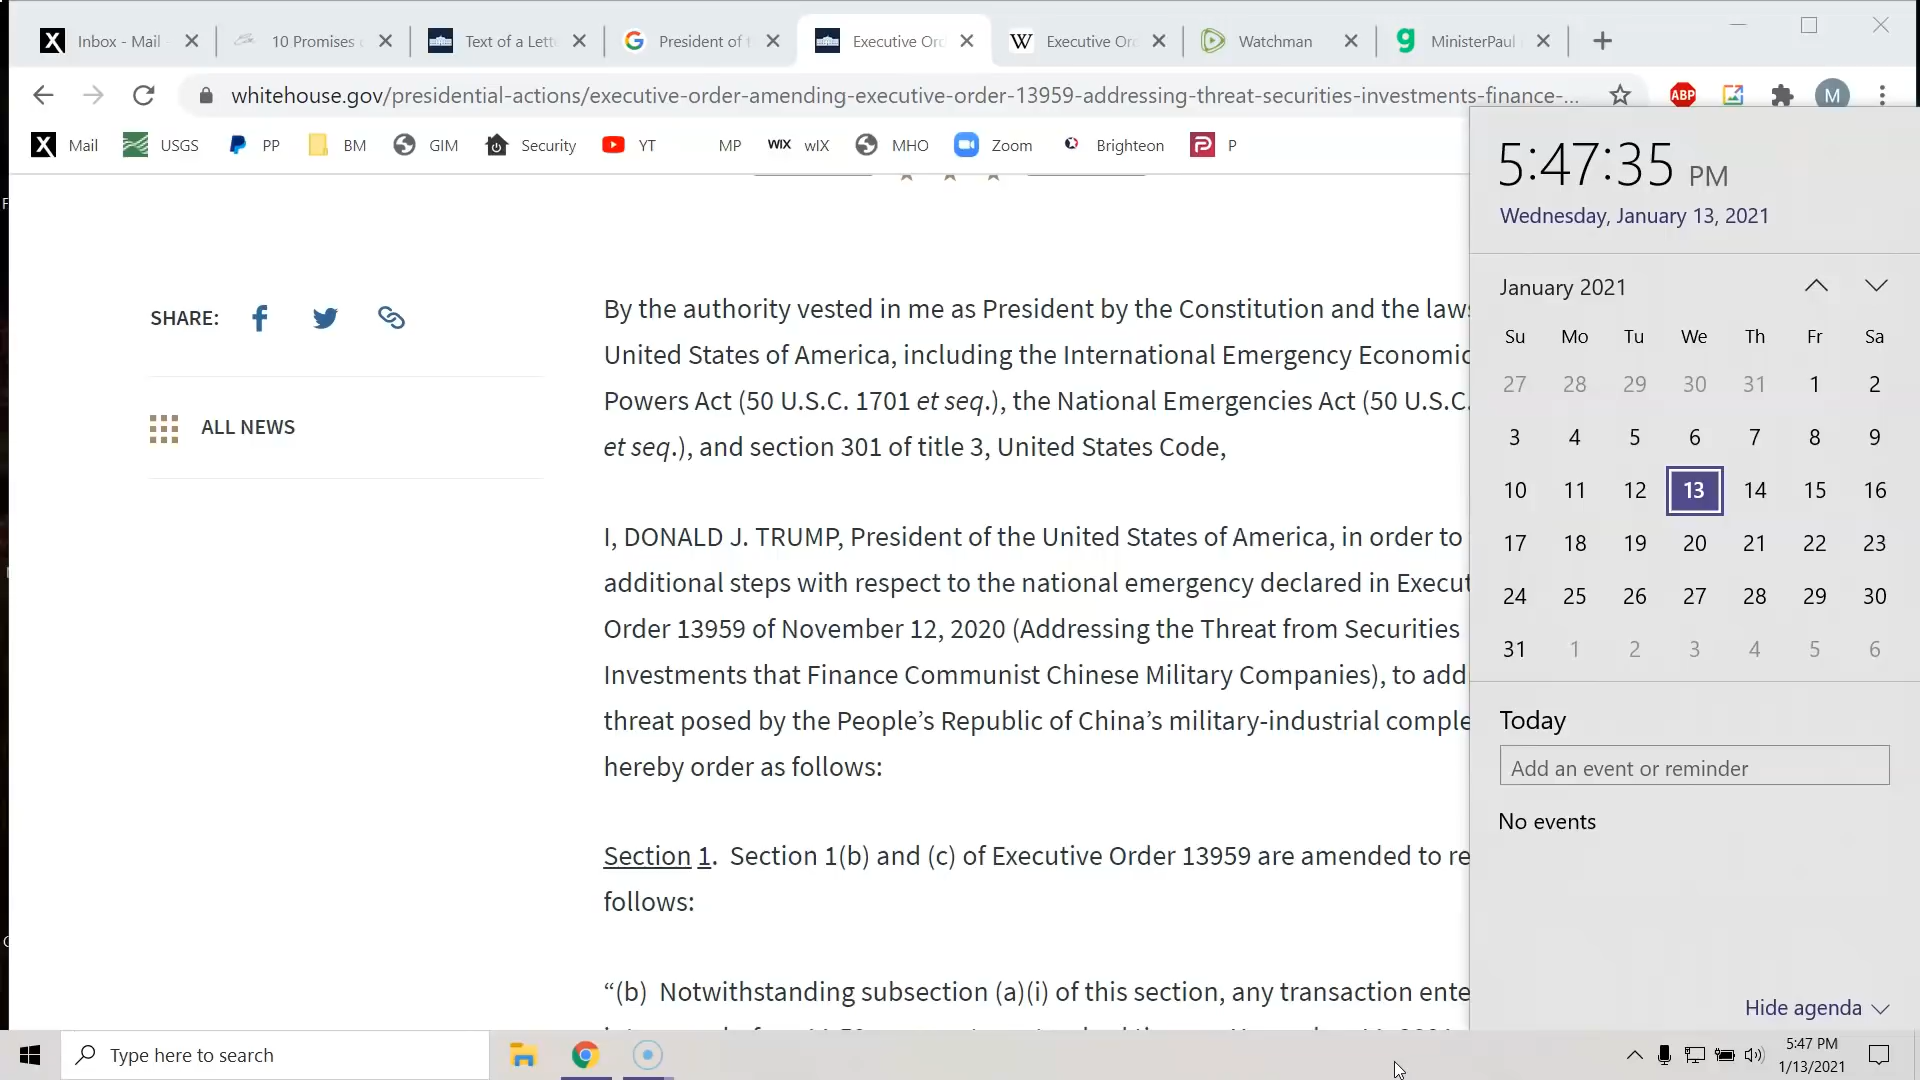 Inbox - Mail
10 Promises
Text of a Lett
President of t
Executive Ord
Executive Ord
Watchman
MinisterPaul
whitehouse.gov/presidential-actions/executive-order-amending-executive-order-13959-addressing-threat-securities-investments-finance-...
ABP
M
Mail
USGS
PP
BM
GIM
Security
YT
MP
WIX
wIX
MHO
Zoom
Brighteon
P
SHARE:
ALL NEWS
By the authority vested in me as President by the Constitution and the laws
United States of America, including the International Emergency Economic
Powers Act (50 U.S.C. 1701 et seq.), the National Emergencies Act (50 U.S.C.
et seq.), and section 301 of title 3, United States Code,
I, DONALD J. TRUMP, President of the United States of America, in order to
additional steps with respect to the national emergency declared in Execut
Order 13959 of November 12, 2020 (Addressing the Threat from Securities
Investments that Finance Communist Chinese Military Companies), to add
threat posed by the People's Republic of China's military-industrial comple
hereby order as follows:
Section 1. Section 1(b) and (c) of Executive Order 13959 are amended to re
follows:
“(b) Notwithstanding subsection (a)(i) of this section, any transaction ente
5:47:35 PM
Wednesday, January 13, 2021
January 2021
Su Mo Tu We Th Fr Sa
27 28 29 30 31 1 2
3 4 5 6 7 8 9
10 11 12 13 14 15 16
17 18 19 20 21 22 23
24 25 26 27 28 29 30
31 1 2 3 4 5 6
Today
Add an event or reminder
No events
Hide agenda
Type here to search
5:47 PM
1/13/2021